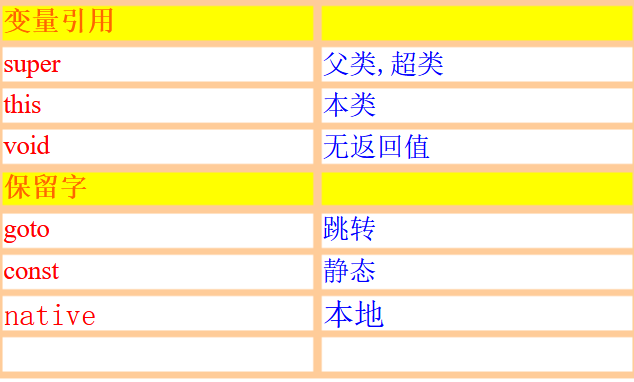 变量引用
super 父类,超类
this 本类
void 无返回值
保留字
goto 跳转
const 静态
native 本地